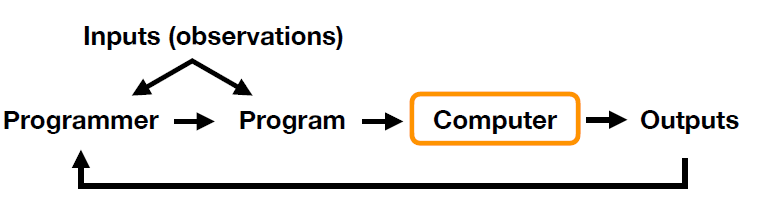 Inputs (observations)
Programmer Program Computer Outputs